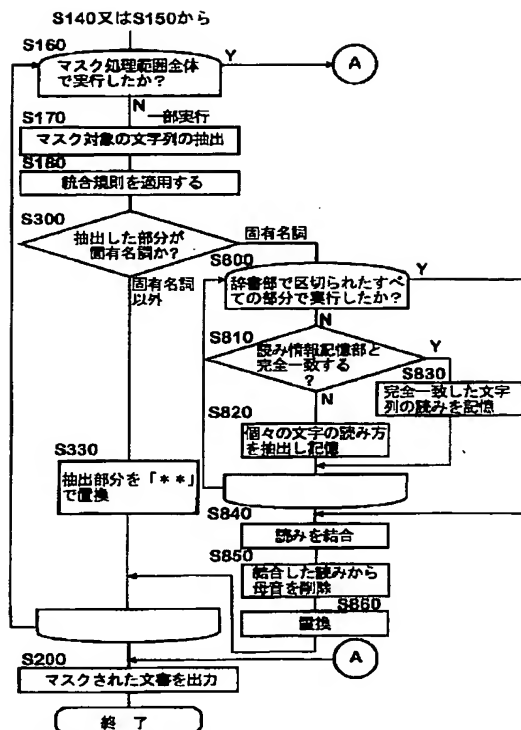 S140又はS150から
S160
マスク処理範囲全体
で実行したか？
Y
A
N
一部実行
S170
マスク対象の文字列の抽出
S180
統合規則を適用する
S300
抽出した部分が
固有名詞か？
固有名詞
固有名詞
以外
S800
辞書部で区切られたすべ
ての部分で実行したか？
Y
N
S810
読み情報記憶部と
完全一致する
？
Y
N
S830
完全一致した文字
列の読みを記憶
S820
個々の文字の読み方
を抽出し記憶
S330
抽出部分を「＊＊」
で置換
S840
読みを結合
S850
結合した読みから
母音を削除
S860
置換
A
S200
マスクされた文書を出力
終 了